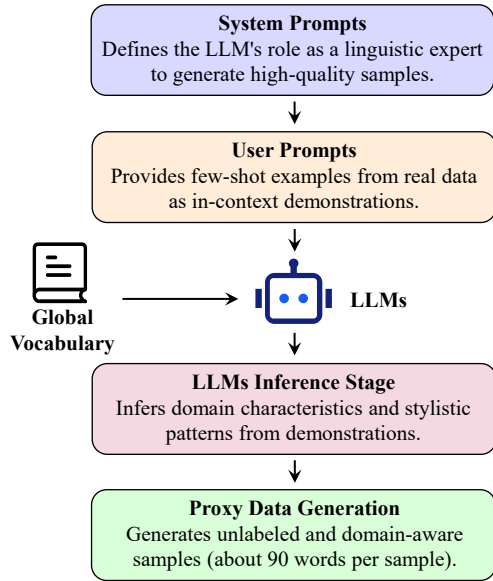 System Prompts
Defines the LLM's role as a linguistic expert
to generate high-quality samples.
User Prompts
Provides few-shot examples from real data
as in-context demonstrations.
Global
Vocabulary
LLMs
LLMs Inference Stage
Infers domain characteristics and stylistic
patterns from demonstrations.
Proxy Data Generation
Generates unlabeled and domain-aware
samples (about 90 words per sample).